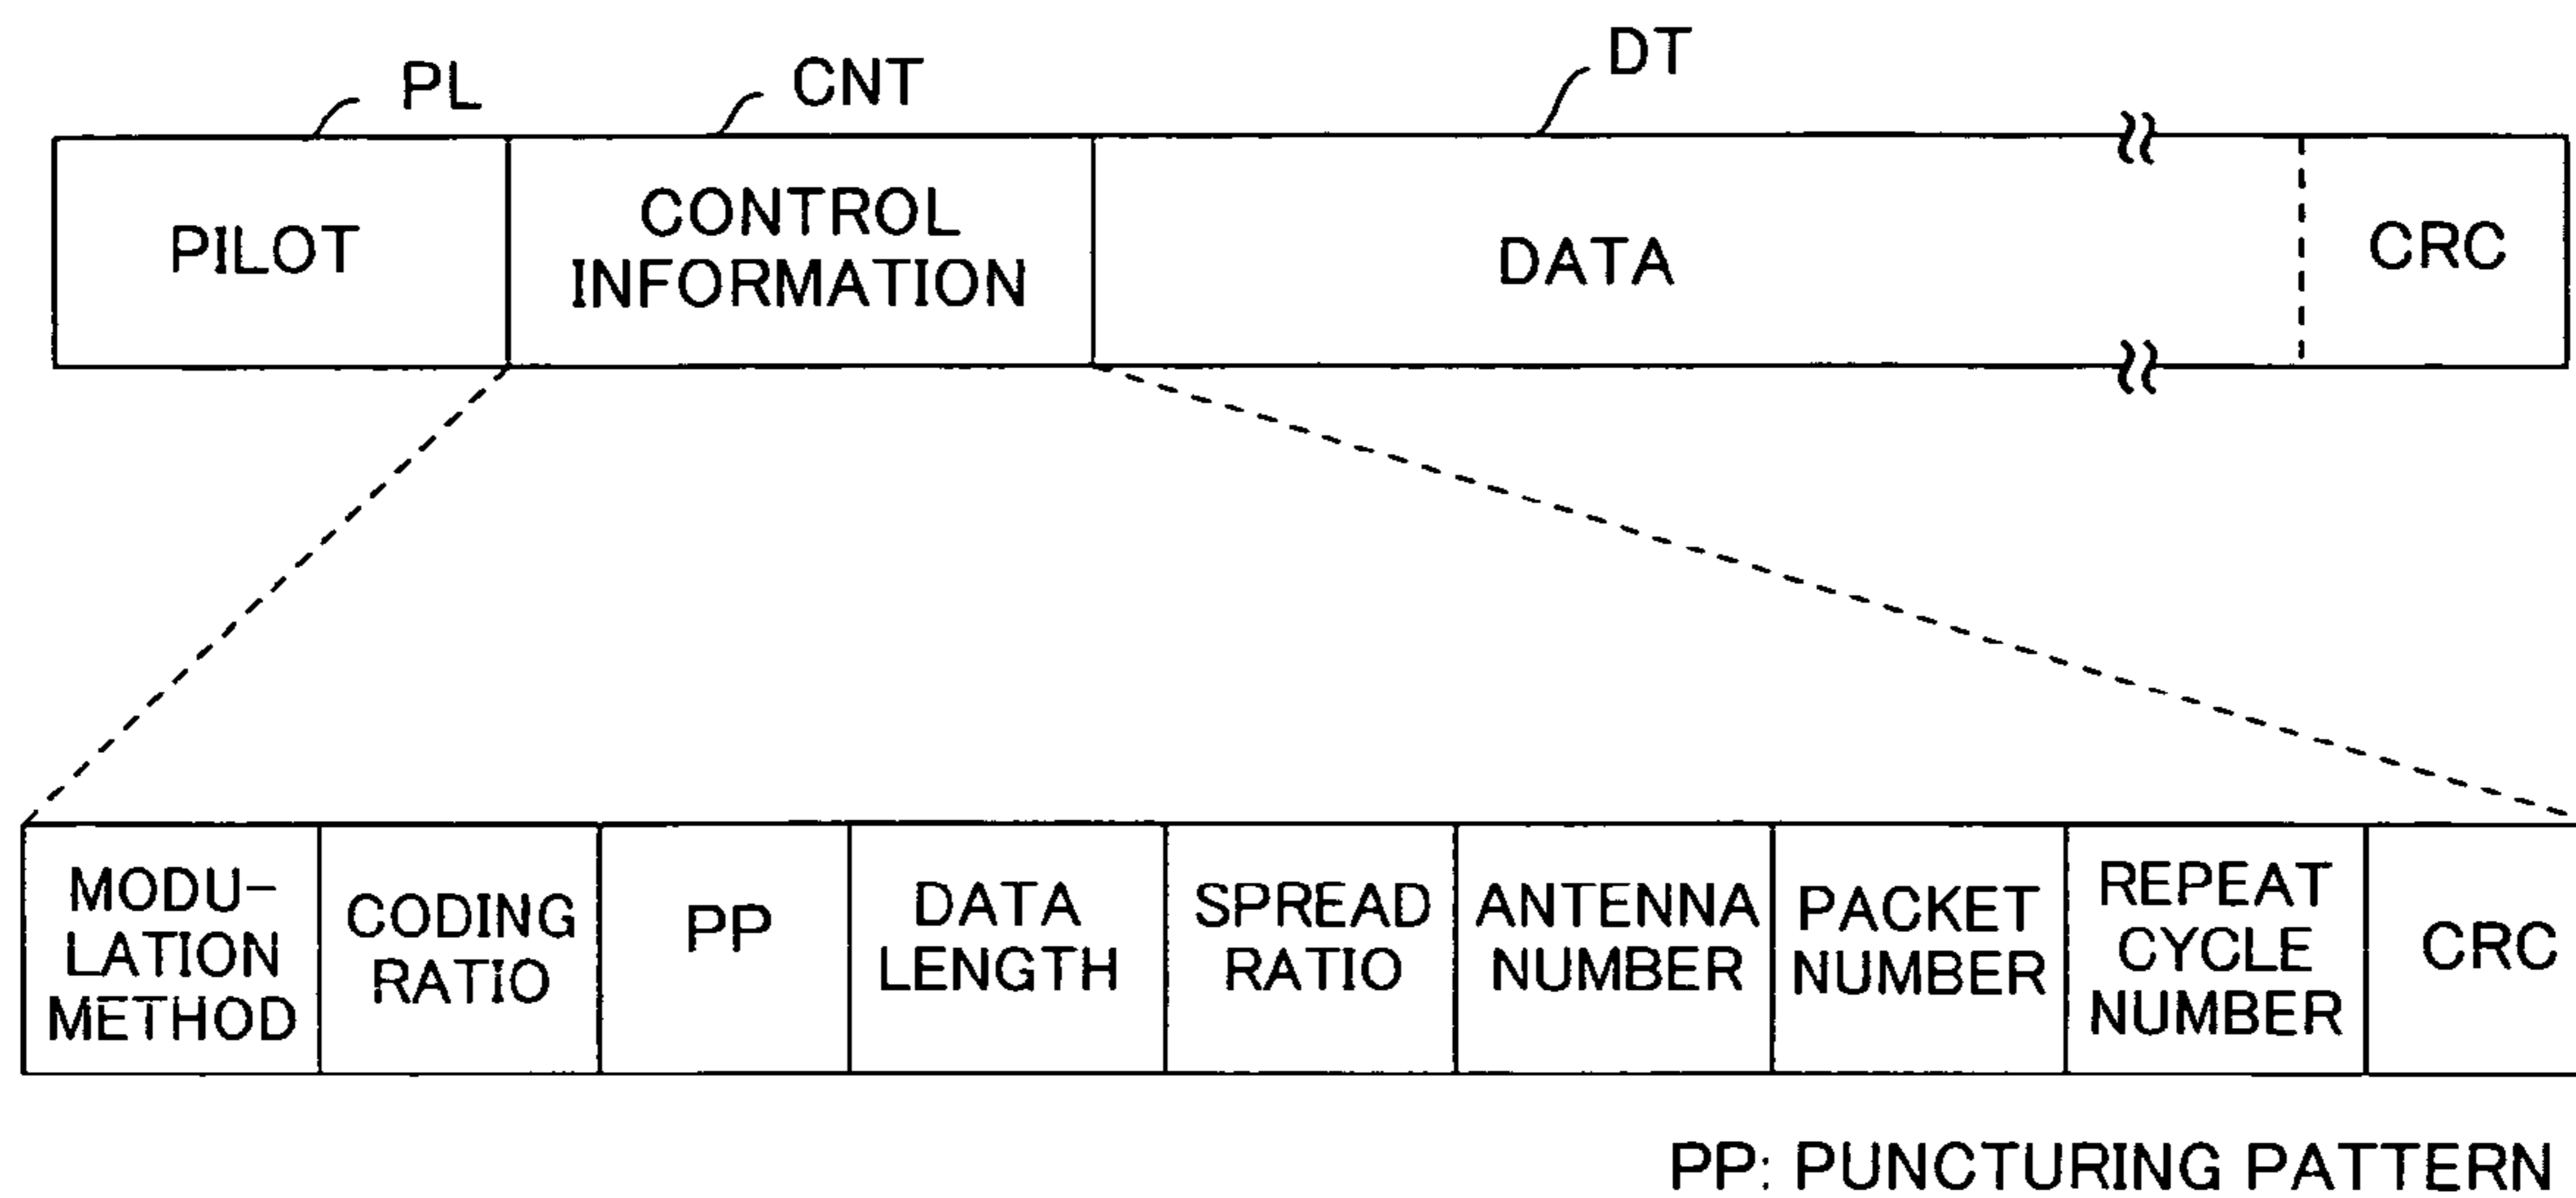 PL
CNT
DT
PILOT
CONTROL
INFORMATION
DATA
CRC
MODU-
LATION
METHOD
CODING
RATIO
PP
DATA
LENGTH
SPREAD
RATIO
ANTENNA
NUMBER
PACKET
NUMBER
REPEAT
CYCLE
NUMBER
CRC
PP: PUNCTURING PATTERN